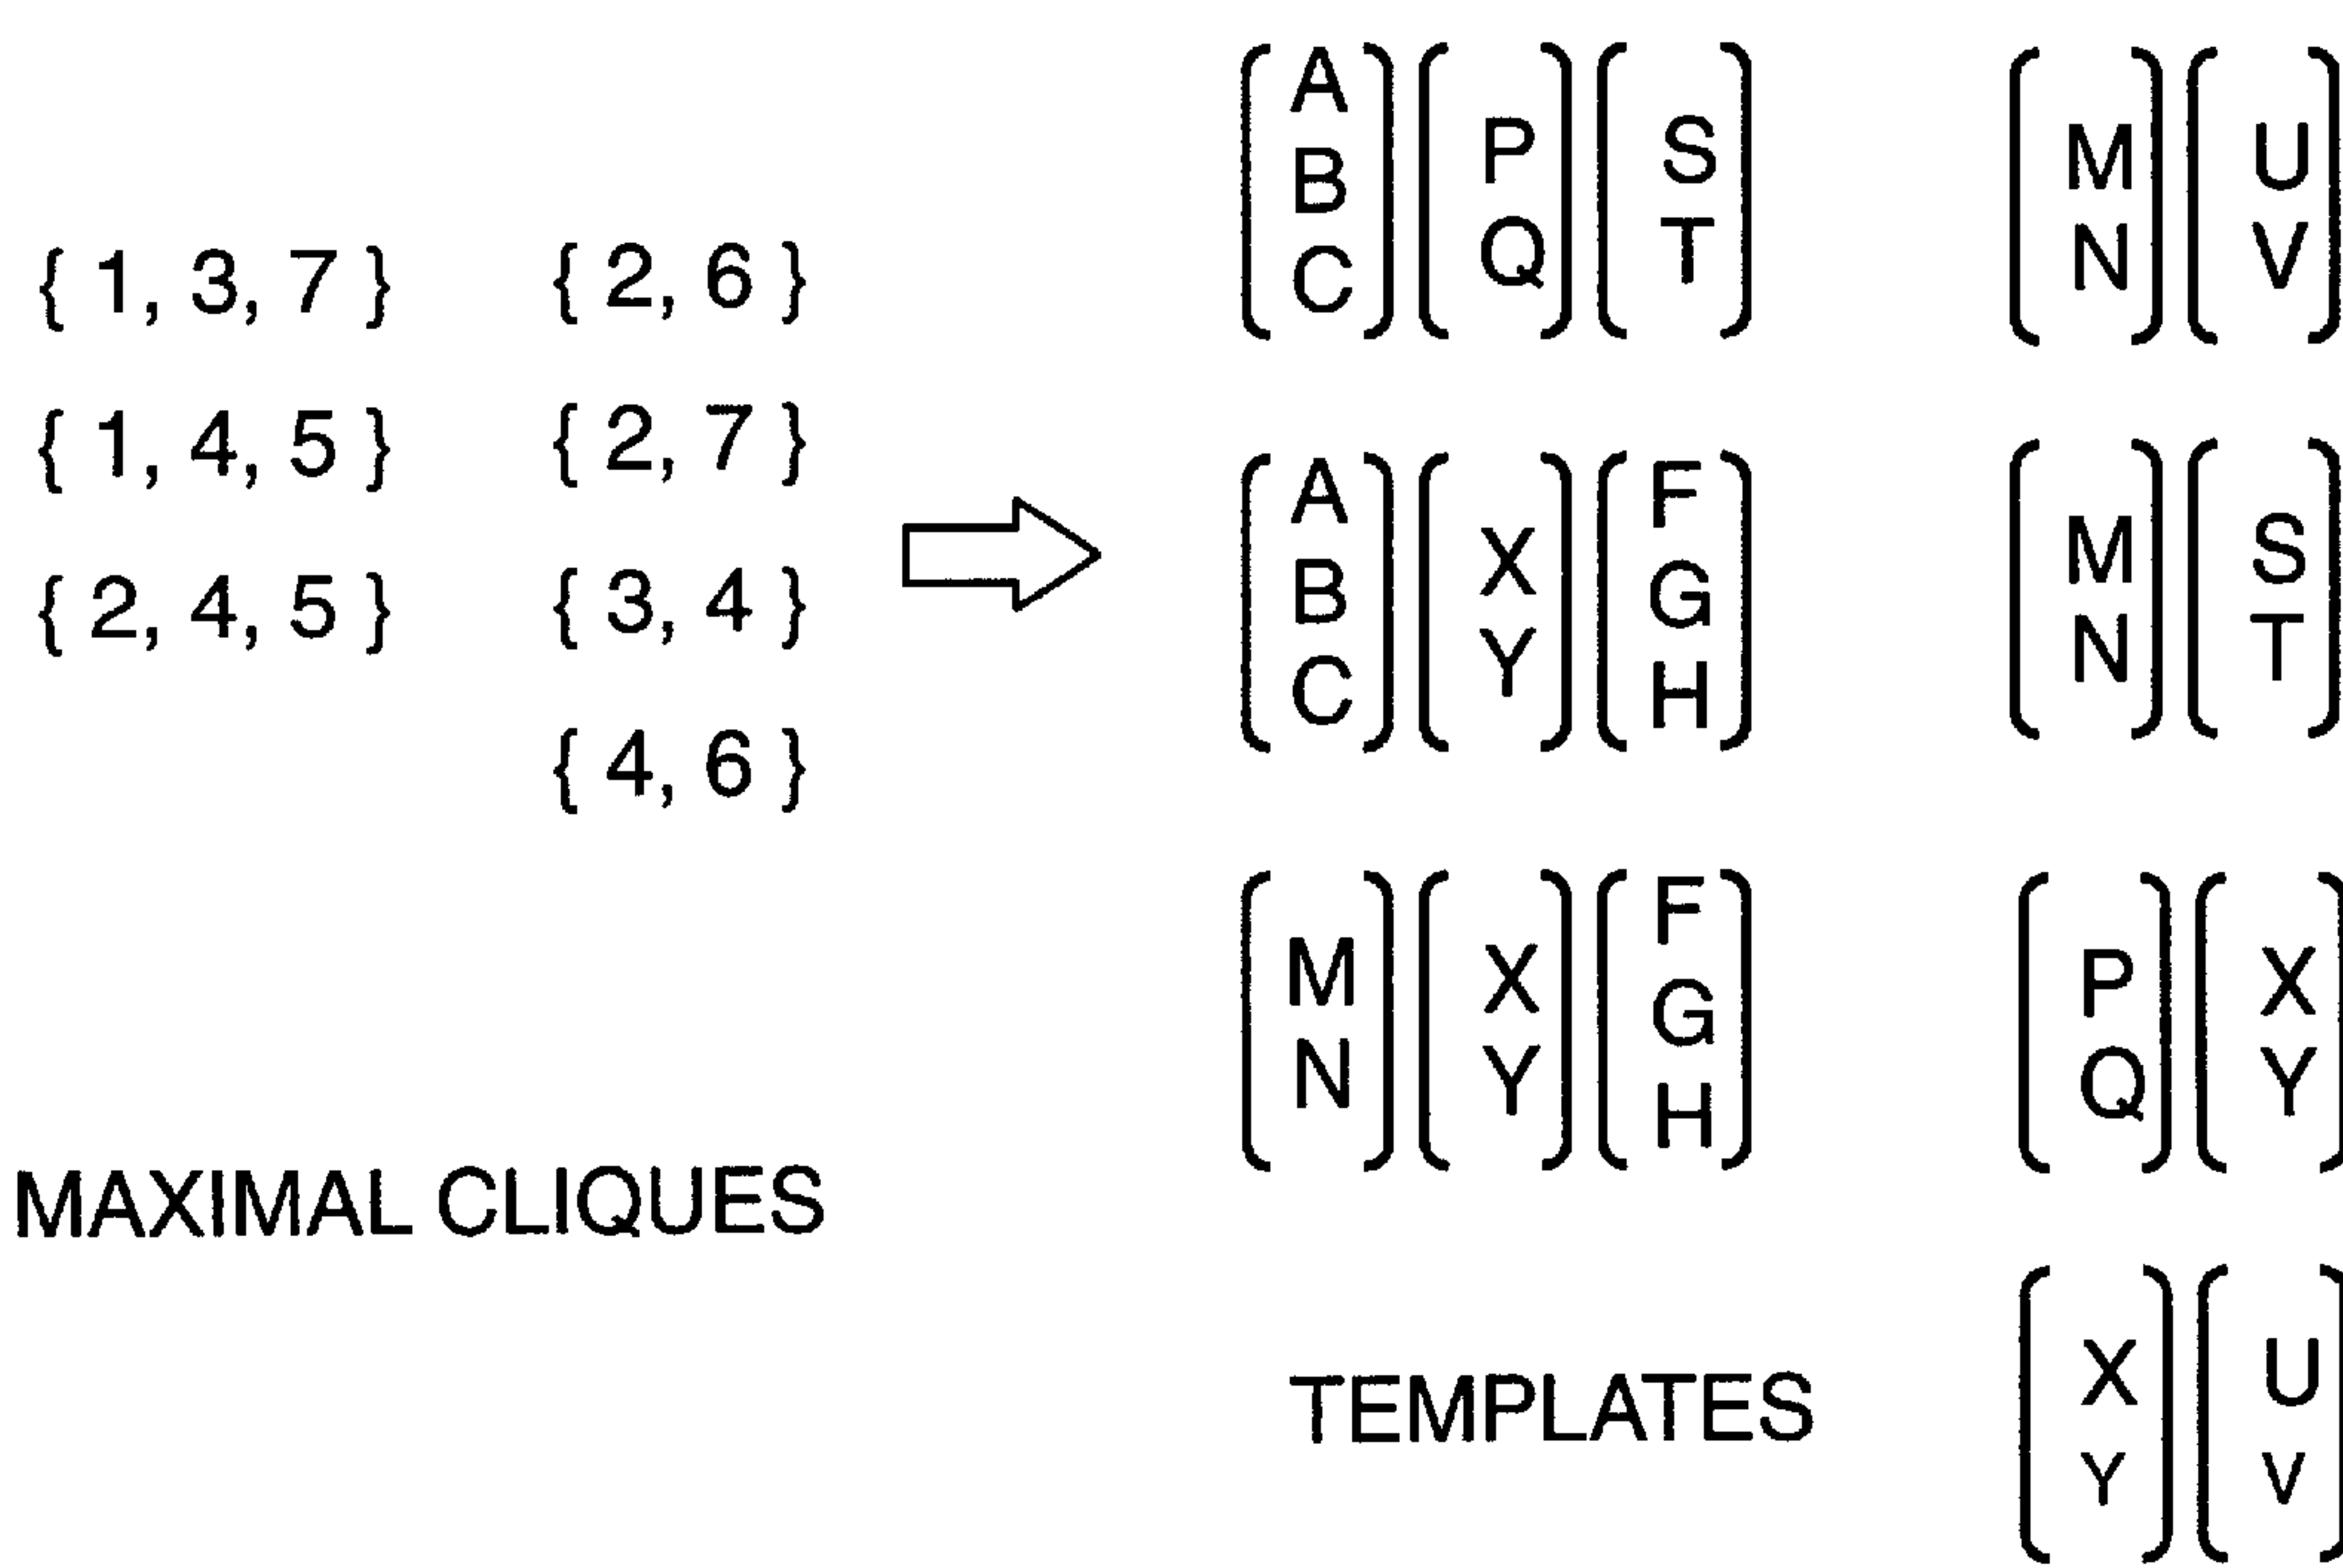 { 1, 3, 7 } { 2, 6 }
{ 1, 4, 5 } { 2, 7 }
{ 2, 4, 5 } { 3, 4 }
{ 4, 6 }
MAXIMAL CLIQUES
A
B P S M U
C Q T N V
A F
B X G M S
C Y H N T
F
M X G P X
N Y H Q Y
X U
Y V
TEMPLATES